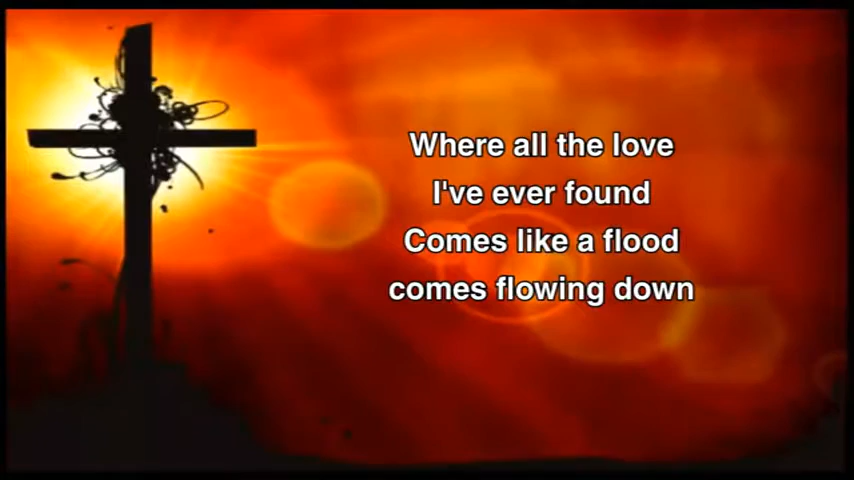 Where all the love
I've ever found
Comes like a flood
comes flowing down